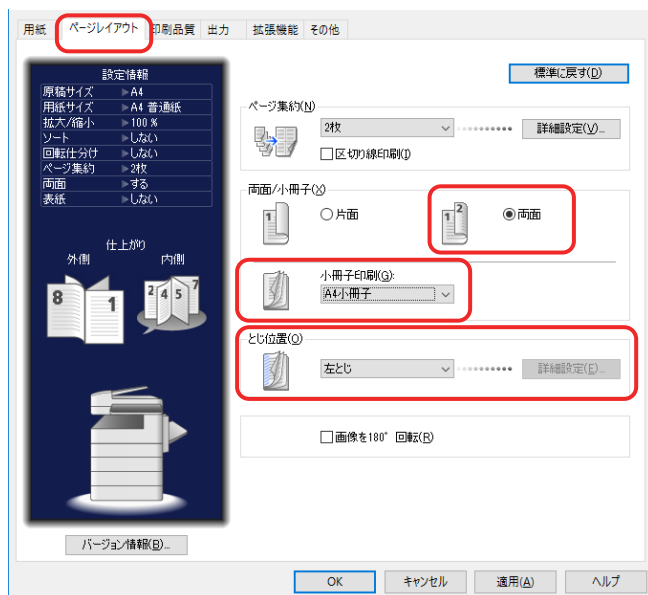 用紙 ページレイアウト 印刷品質 出力 拡張機能 その他
設定情報
原稿サイズ ▶A4
用紙サイズ ▶A4 普通紙
拡大/縮小 ▶100 %
ソート ▶しない
回転仕分け ▶しない
ページ集約 ▶2枚
両面 ▶する
表紙 ▶しない
仕上がり
外側 内側
8 1 2 4 5 7
バージョン情報(B)...
標準に戻す(D)
ページ集約(N)
1 2 3 4
2枚 詳細設定(V)...
区切り線印刷(I)
両面/小冊子(X)
1 片面 1 2 両面
小冊子印刷(G):
A4小冊子
とじ位置(O)
左とじ 詳細設定(E)...
画像を180° 回転(R)
OK キャンセル 適用(A) ヘルプ